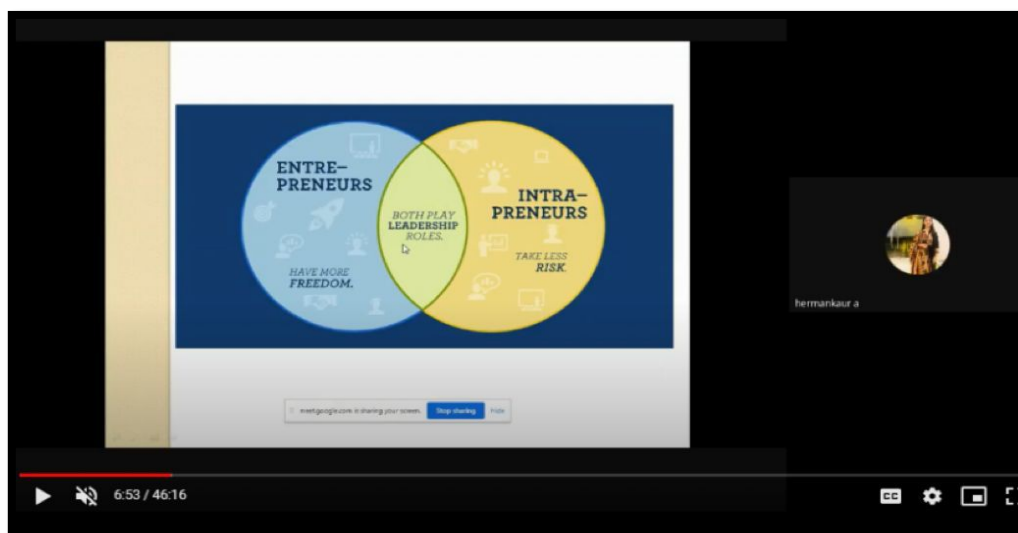 ENTRE–
PRENEURS
HAVE MORE
FREEDOM.
BOTH PLAY
LEADERSHIP
ROLES.
INTRA–
PRENEURS
TAKE LESS
RISK.
hermankaur a
meet.google.com is sharing your screen.
Stop sharing
Hide
6:53 / 46:16
CC